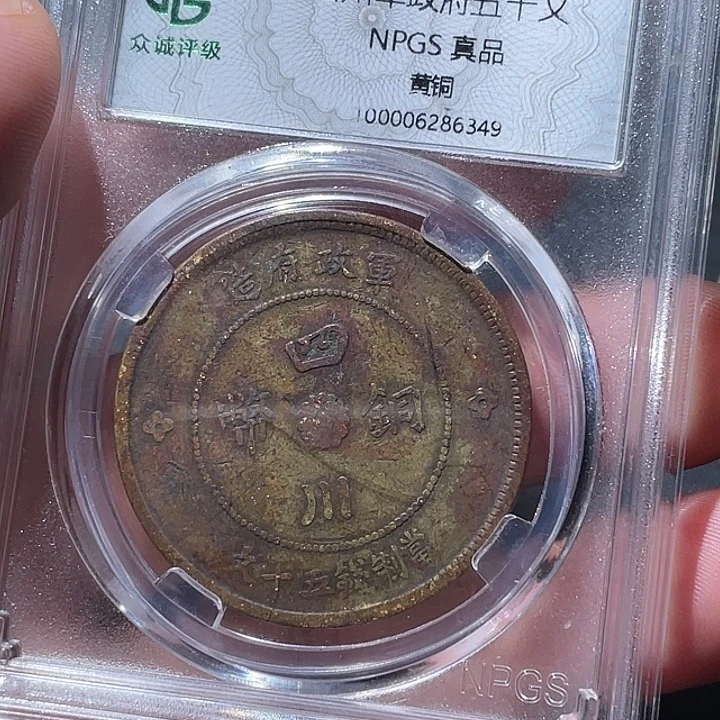 众诚评级
军政府五十文
NPGS 真品
黄铜
100006286349
軍政府造
四川銅幣
當制錢五十文
NPGS